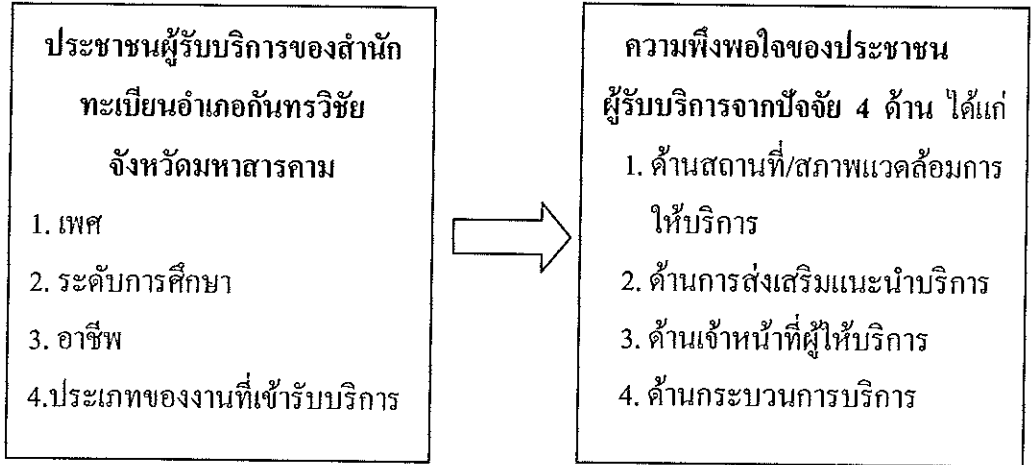 ประชาชนผู้รับบริการของสำนัก
ทะเบียนอำเภอกันทรวิชัย
จังหวัดมหาสารคาม
1. เพศ
2. ระดับการศึกษา
3. อาชีพ
4.ประเภทของงานที่เข้ารับบริการ
ความพึงพอใจของประชาชน
ผู้รับบริการจากปัจจัย 4 ด้าน ได้แก่
1. ด้านสถานที่/สภาพแวดล้อมการ
ให้บริการ
2. ด้านการส่งเสริมแนะนำบริการ
3. ด้านเจ้าหน้าที่ผู้ให้บริการ
4. ด้านกระบวนการบริการ